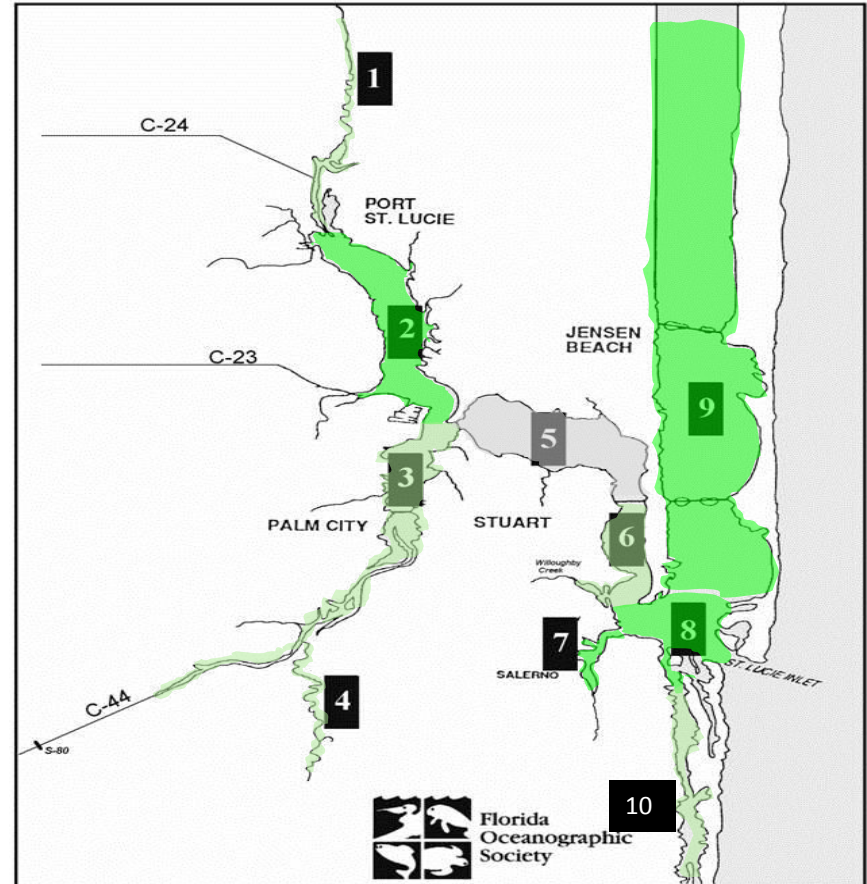 1
C-24
PORT
ST. LUCIE
2
JENSEN
BEACH
C-23
9
5
3
PALM CITY
STUART
6
Willoughby
Creek
7
8
SALERNO
ST. LUCIE INLET
4
C-44
S-80
10
Florida
Oceanographic
Society